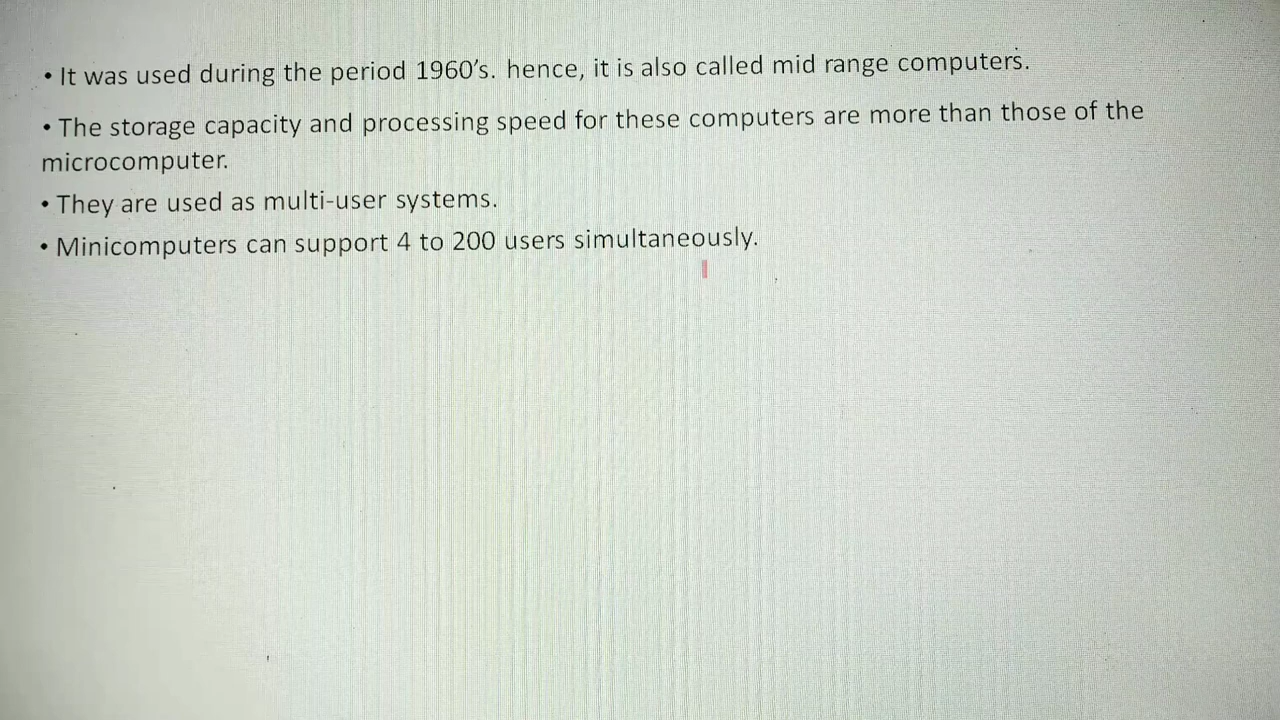 • It was used during the period 1960's. hence, it is also called mid range computers.
• The storage capacity and processing speed for these computers are more than those of the
microcomputer.
• They are used as multi-user systems.
• Minicomputers can support 4 to 200 users simultaneously.